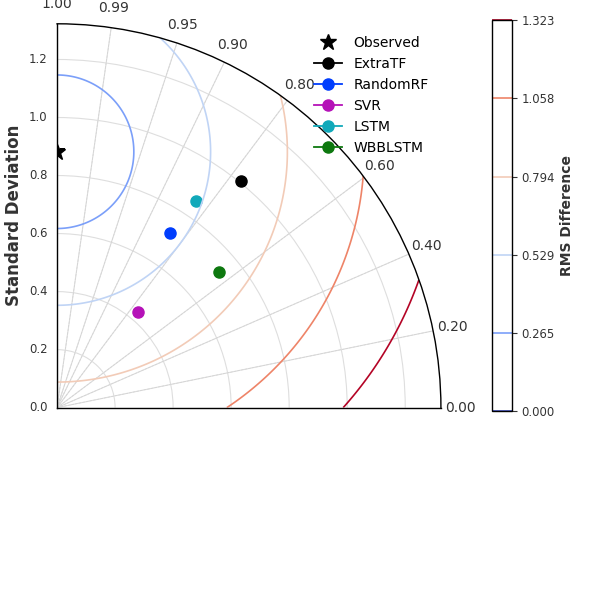 1.00
0.99
0.95
0.90
0.80
0.60
0.40
0.20
0.00
Standard Deviation
1.2
1.0
0.8
0.6
0.4
0.2
0.0
Observed
ExtraTF
RandomRF
SVR
LSTM
WBBLSTM
1.323
1.058
0.794
0.529
0.265
0.000
RMS Difference